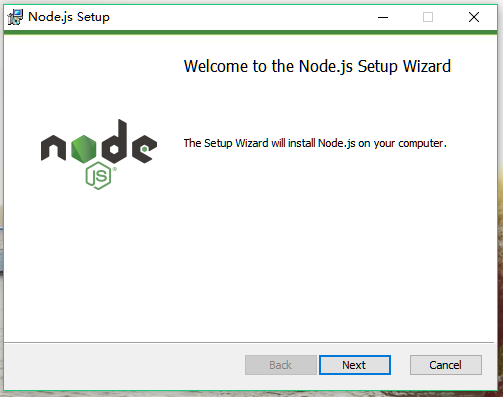 Node.js Setup
Welcome to the Node.js Setup Wizard
The Setup Wizard will install Node.js on your computer.
node
JS®
Back
Next
Cancel